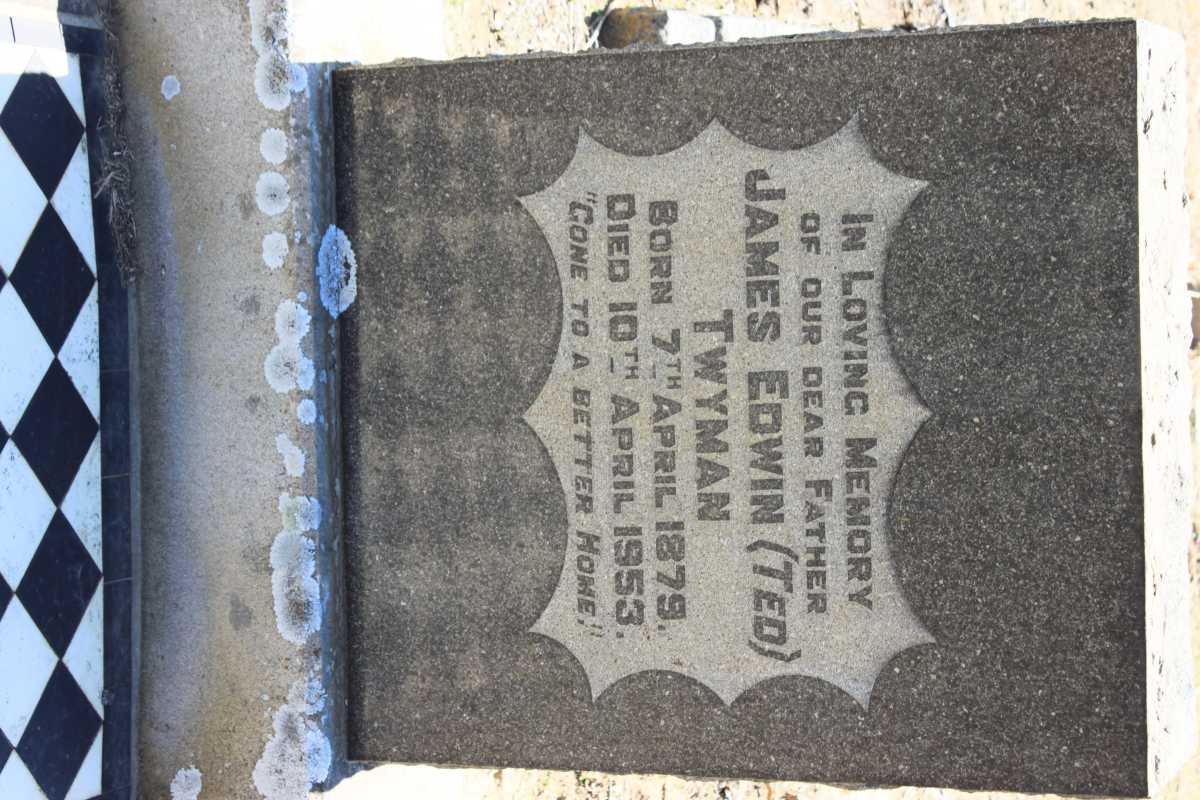 IN LOVING MEMORY
OF OUR DEAR FATHER
JAMES EDWIN (TED)
TWYMAN
BORN 7TH APRIL 1879.
DIED 10TH APRIL 1953.
"GONE TO A BETTER HOME."